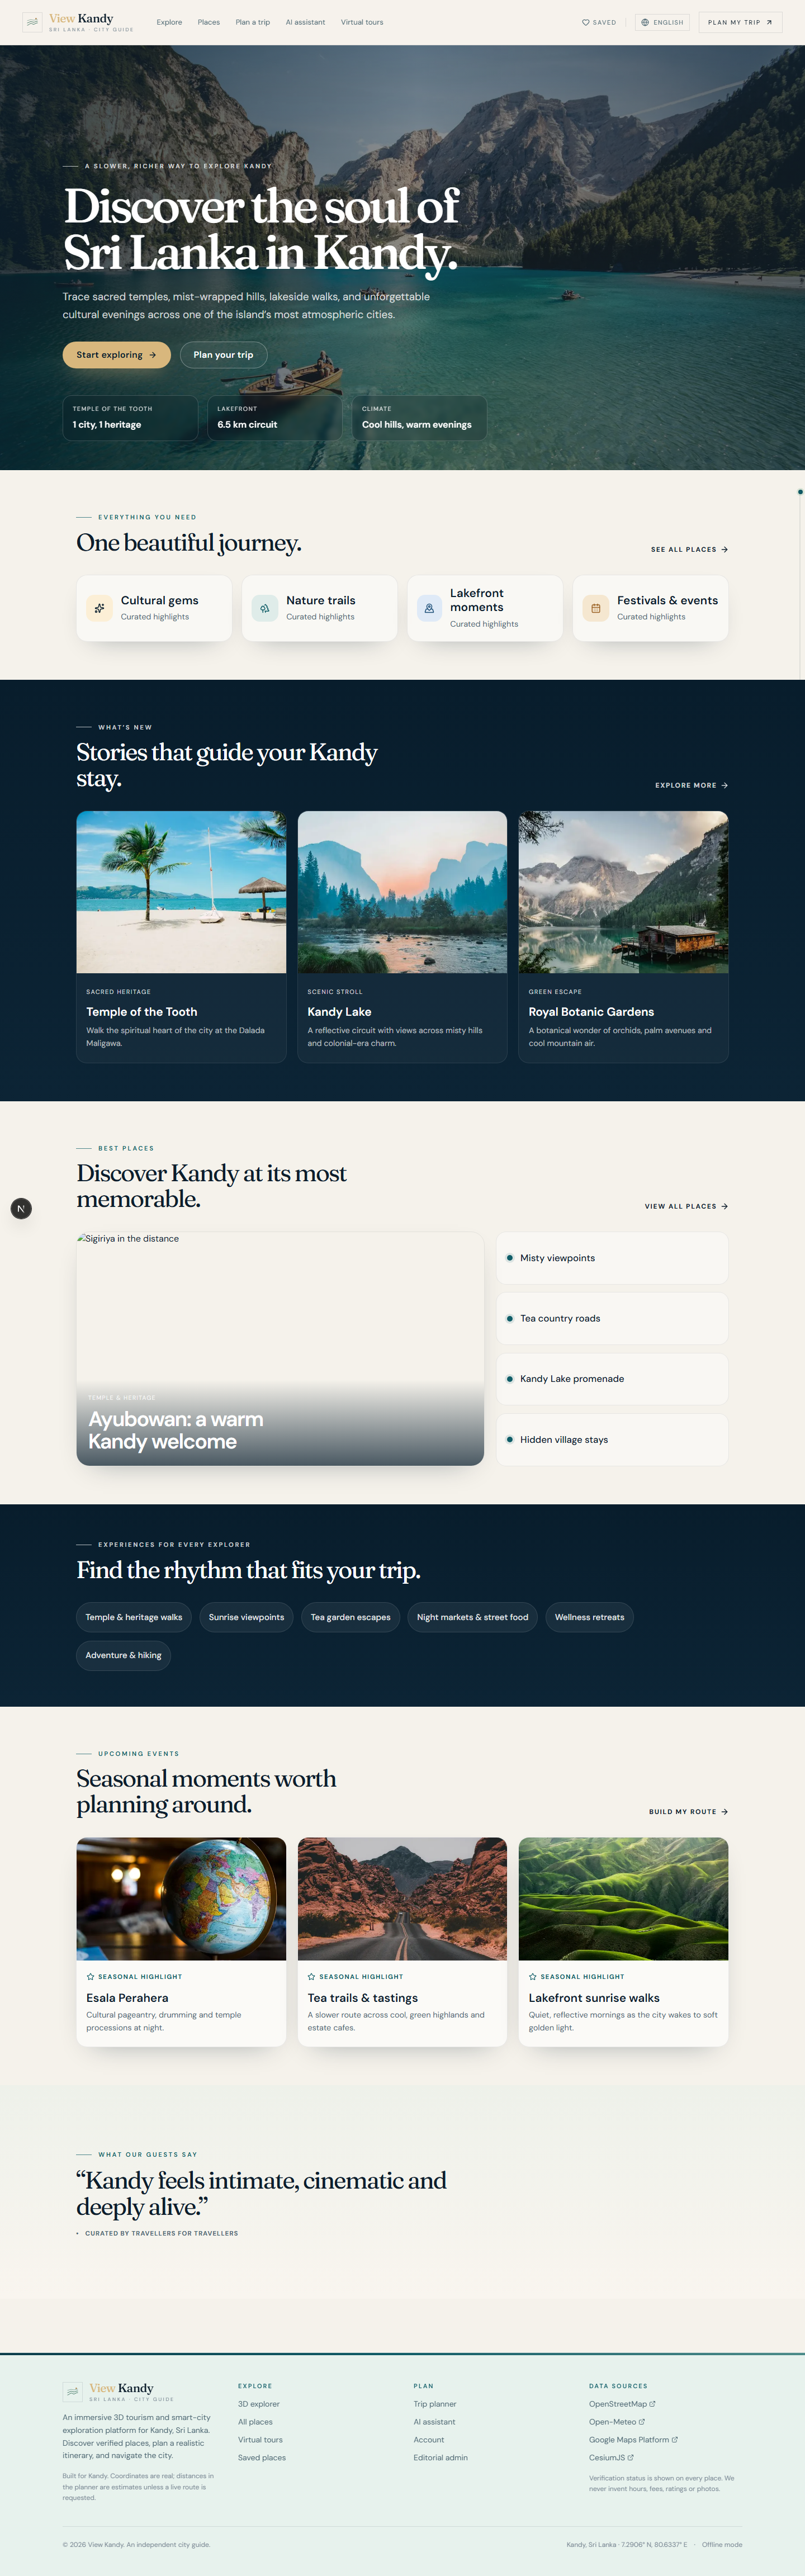 View Kandy
SRI LANKA · CITY GUIDE
Explore
Places
Plan a trip
AI assistant
Virtual tours
SAVED
ENGLISH
PLAN MY TRIP
A SLOWER, RICHER WAY TO EXPLORE KANDY
Discover the soul of
Sri Lanka in Kandy.
Trace sacred temples, mist-wrapped hills, lakeside walks, and unforgettable
cultural evenings across one of the island's most atmospheric cities.
Start exploring
Plan your trip
TEMPLE OF THE TOOTH
1 city, 1 heritage
LAKEFRONT
6.5 km circuit
CLIMATE
Cool hills, warm evenings
EVERYTHING YOU NEED
One beautiful journey.
SEE ALL PLACES
Cultural gems
Curated highlights
Nature trails
Curated highlights
Lakefront
moments
Curated highlights
Festivals & events
Curated highlights
WHAT'S NEW
Stories that guide your Kandy
stay.
EXPLORE MORE
SACRED HERITAGE
Temple of the Tooth
Walk the spiritual heart of the city at the Dalada
Maligawa.
SCENIC STROLL
Kandy Lake
A reflective circuit with views across misty hills
and colonial-era charm.
GREEN ESCAPE
Royal Botanic Gardens
A botanical wonder of orchids, palm avenues and
cool mountain air.
BEST PLACES
Discover Kandy at its most
memorable.
VIEW ALL PLACES
N
Sigiriya in the distance
TEMPLE & HERITAGE
Ayubowan: a warm
Kandy welcome
Misty viewpoints
Tea country roads
Kandy Lake promenade
Hidden village stays
EXPERIENCES FOR EVERY EXPLORER
Find the rhythm that fits your trip.
Temple & heritage walks
Sunrise viewpoints
Tea garden escapes
Night markets & street food
Wellness retreats
Adventure & hiking
UPCOMING EVENTS
Seasonal moments worth
planning around.
BUILD MY ROUTE
SEASONAL HIGHLIGHT
Esala Perahera
Cultural pageantry, drumming and temple
processions at night.
SEASONAL HIGHLIGHT
Tea trails & tastings
A slower route across cool, green highlands and
estate cafes.
SEASONAL HIGHLIGHT
Lakefront sunrise walks
Quiet, reflective mornings as the city wakes to soft
golden light.
WHAT OUR GUESTS SAY
“Kandy feels intimate, cinematic and
deeply alive.”
• CURATED BY TRAVELLERS FOR TRAVELLERS
View Kandy
SRI LANKA · CITY GUIDE
An immersive 3D tourism and smart-city
exploration platform for Kandy, Sri Lanka.
Discover verified places, plan a realistic
itinerary, and navigate the city.
Built for Kandy. Coordinates are real; distances in
the planner are estimates unless a live route is
requested.
EXPLORE
3D explorer
All places
Virtual tours
Saved places
PLAN
Trip planner
AI assistant
Account
Editorial admin
DATA SOURCES
OpenStreetMap
Open-Meteo
Google Maps Platform
CesiumJS
Verification status is shown on every place. We
never invent hours, fees, ratings or photos.
© 2026 View Kandy. An independent city guide.
Kandy, Sri Lanka · 7.2906° N, 80.6337° E · Offline mode